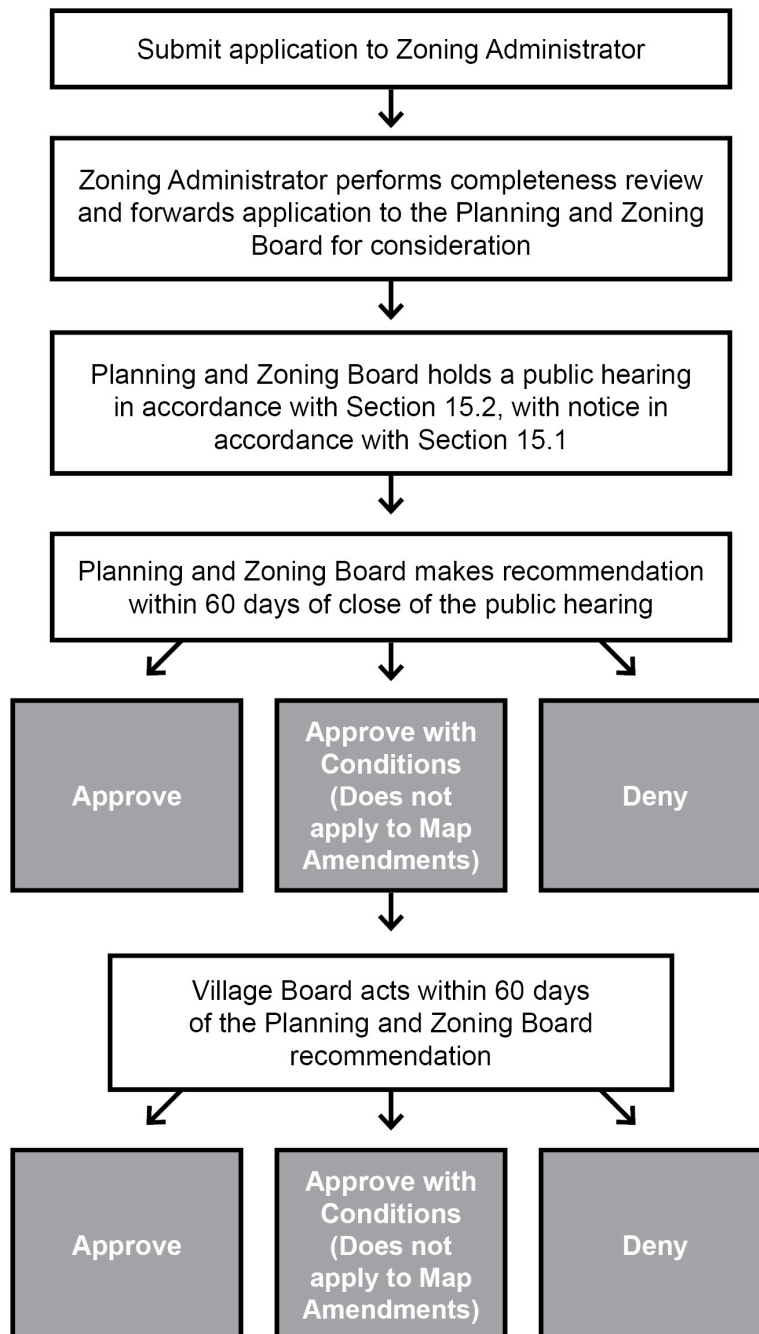 Submit application to Zoning Administrator
Zoning Administrator performs completeness review
and forwards application to the Planning and Zoning
Board for consideration
Planning and Zoning Board holds a public hearing
in accordance with Section 15.2, with notice in
accordance with Section 15.1
Planning and Zoning Board makes recommendation
within 60 days of close of the public hearing
Approve
Approve with
Conditions
(Does not
apply to Map
Amendments)
Deny
Village Board acts within 60 days
of the Planning and Zoning Board
recommendation
Approve
Approve with
Conditions
(Does not
apply to Map
Amendments)
Deny